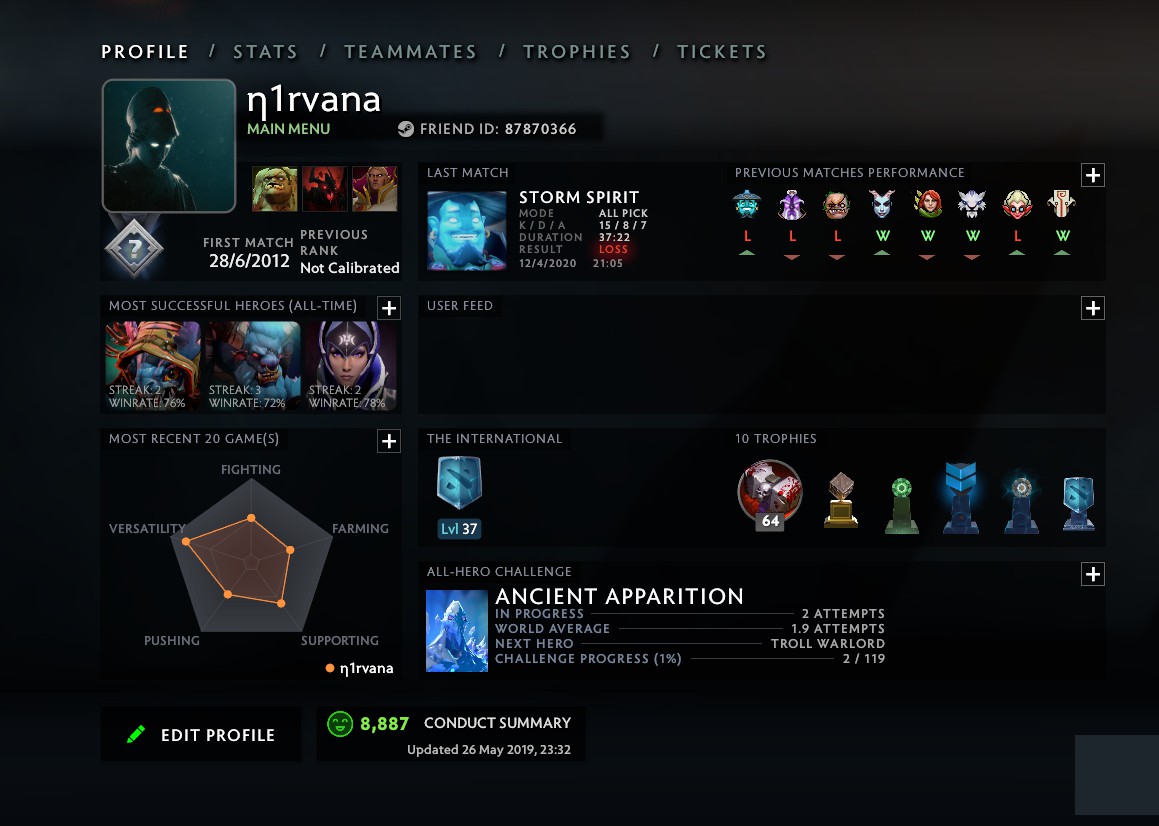 PROFILE / STATS / TEAMMATES / TROPHIES / TICKETS
η1rvana
MAIN MENU
FRIEND ID: 87870366
FIRST MATCH
28/6/2012
PREVIOUS
RANK
Not Calibrated
?
LAST MATCH
STORM SPIRIT
MODE ALL PICK
K / D / A 15 / 8 / 7
DURATION 37:22
RESULT LOSS
12/4/2020 21:05
PREVIOUS MATCHES PERFORMANCE
L L L W W W L W
MOST SUCCESSFUL HEROES (ALL-TIME)
STREAK: 2 STREAK: 3 STREAK: 2
WINRATE: 76% WINRATE: 72% WINRATE: 78%
USER FEED
MOST RECENT 20 GAME(S)
FIGHTING
VERSATILITY FARMING
PUSHING SUPPORTING
η1rvana
THE INTERNATIONAL
Lvl 37
10 TROPHIES
64
ALL-HERO CHALLENGE
ANCIENT APPARITION
IN PROGRESS 2 ATTEMPTS
WORLD AVERAGE 1.9 ATTEMPTS
NEXT HERO TROLL WARLORD
CHALLENGE PROGRESS (1%) 2 / 119
EDIT PROFILE
8,887 CONDUCT SUMMARY
Updated 26 May 2019, 23:32